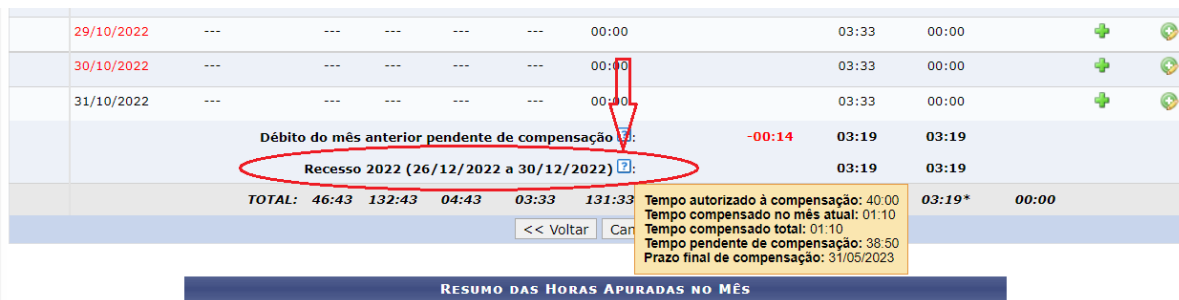 29/10/2022 --- --- --- --- --- 00:00 03:33 00:00
30/10/2022 --- --- --- --- --- 00:00 03:33 00:00
31/10/2022 --- --- --- --- --- 00:00 03:33 00:00
Débito do mês anterior pendente de compensação ?: -00:14 03:19 03:19
Recesso 2022 (26/12/2022 a 30/12/2022) ?: 03:19 03:19
TOTAL: 46:43 132:43 04:43 03:33 131:33 03:19* 00:00
Tempo autorizado à compensação: 40:00
Tempo compensado no mês atual: 01:10
Tempo compensado total: 01:10
Tempo pendente de compensação: 38:50
Prazo final de compensação: 31/05/2023
<< Voltar Can
RESUMO DAS HORAS APURADAS NO MÊS